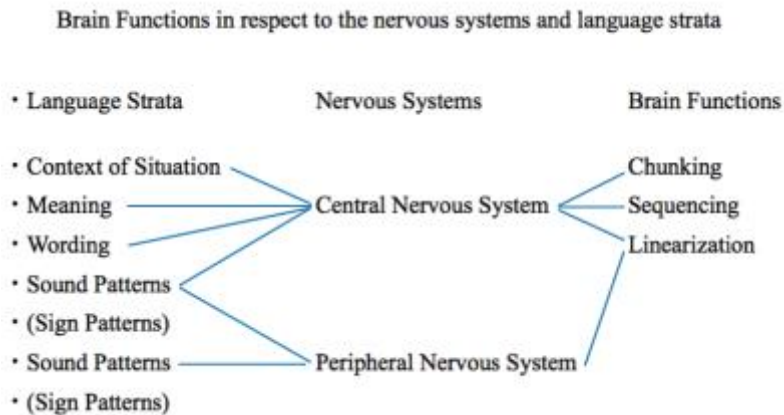 Brain Functions in respect to the nervous systems and language strata
· Language Strata Nervous Systems Brain Functions
· Context of Situation Chunking
· Meaning Central Nervous System Sequencing
· Wording Linearization
· Sound Patterns
· (Sign Patterns)
· Sound Patterns Peripheral Nervous System
· (Sign Patterns)